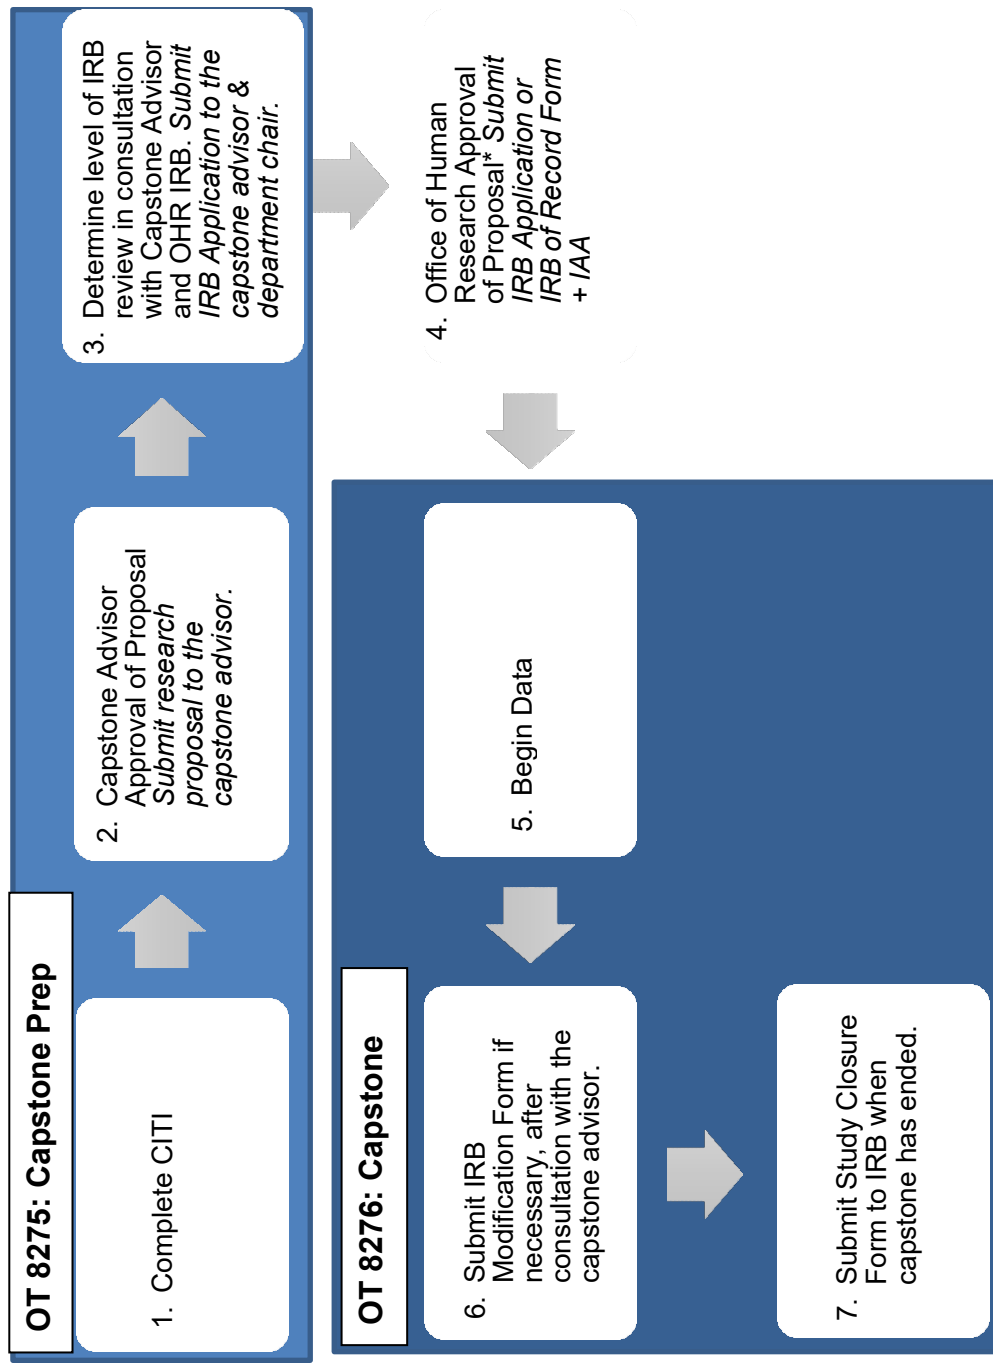 OT 8275: Capstone Prep
1. Complete CITI
2. Capstone Advisor
Approval of Proposal
Submit research
proposal to the
capstone advisor.
3. Determine level of IRB
review in consultation
with Capstone Advisor
and OHR IRB. Submit
IRB Application to the
capstone advisor &
department chair.
4. Office of Human
Research Approval
of Proposal* Submit
IRB Application or
IRB of Record Form
+ IAA
OT 8276: Capstone
5. Begin Data
6. Submit IRB
Modification Form if
necessary, after
consultation with the
capstone advisor.
7. Submit Study Closure
Form to IRB when
capstone has ended.